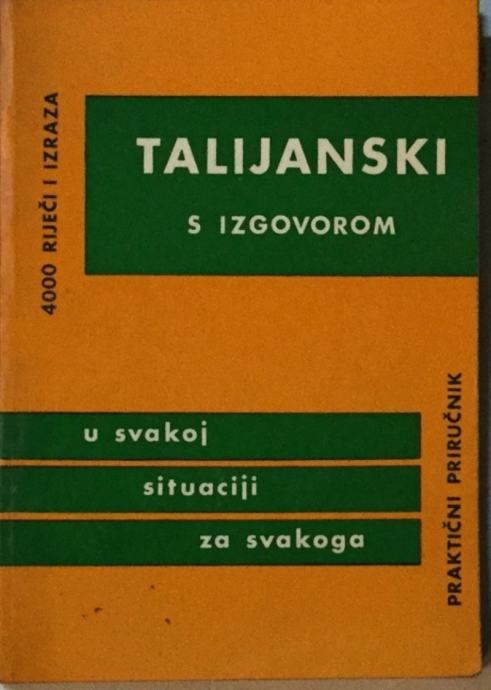 4000 RIJEČI I IZRAZA
TALIJANSKI
S IZGOVOROM
u svakoj
situaciji
za svakoga
PRAKTIČNI PRIRUČNIK